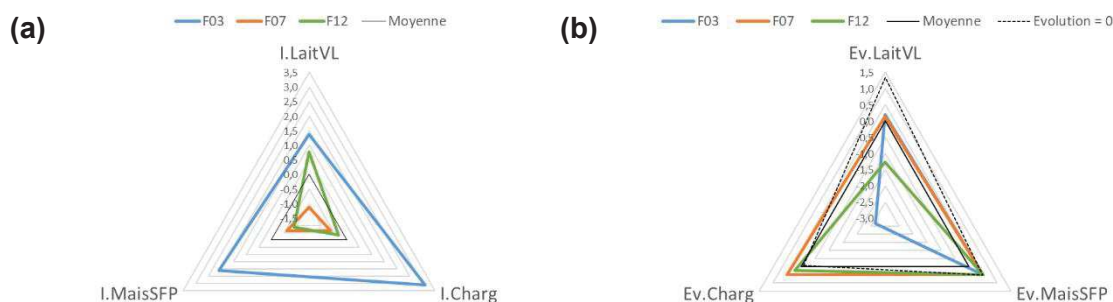 (a)
F03 F07 F12 Moyenne
I.LaitVL
3,5
3,0
2,5
2,0
1,5
1,0
0,5
0,0
-0,5
-1,0
-1,5
I.MaisSFP
I.Charg
(b)
F03 F07 F12 Moyenne Evolution = 0
Ev.LaitVL
1,5
1,0
0,5
0,0
-0,5
-1,0
-1,5
-2,0
-2,5
-3,0
Ev.Charg
Ev.MaisSFP